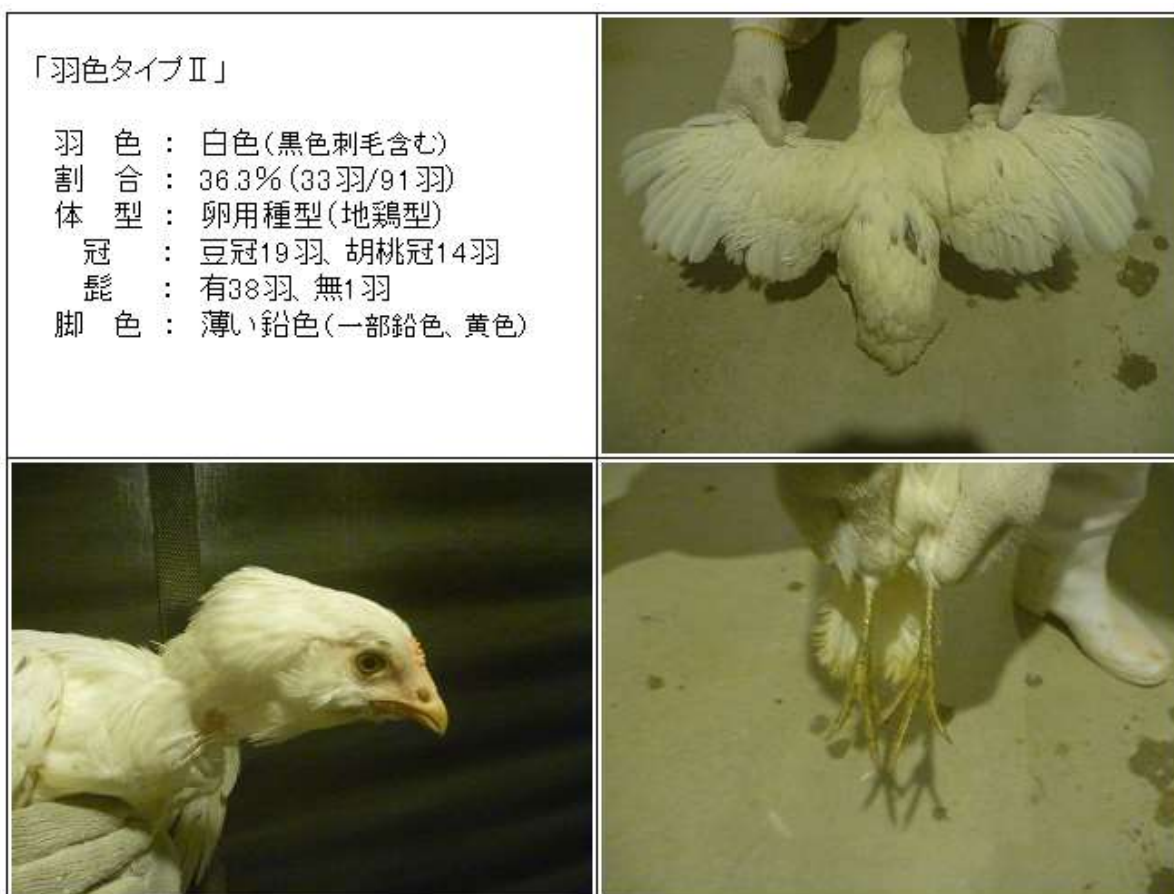 「羽色タイプⅡ」
羽 色 : 白色(黒色刺毛含む)
割 合 : 36.3%(33羽/91羽)
体 型 : 卵用種型(地鶏型)
冠 : 豆冠19羽、胡桃冠14羽
髭 : 有38羽、無1羽
脚 色 : 薄い鉛色(一部鉛色、黄色)